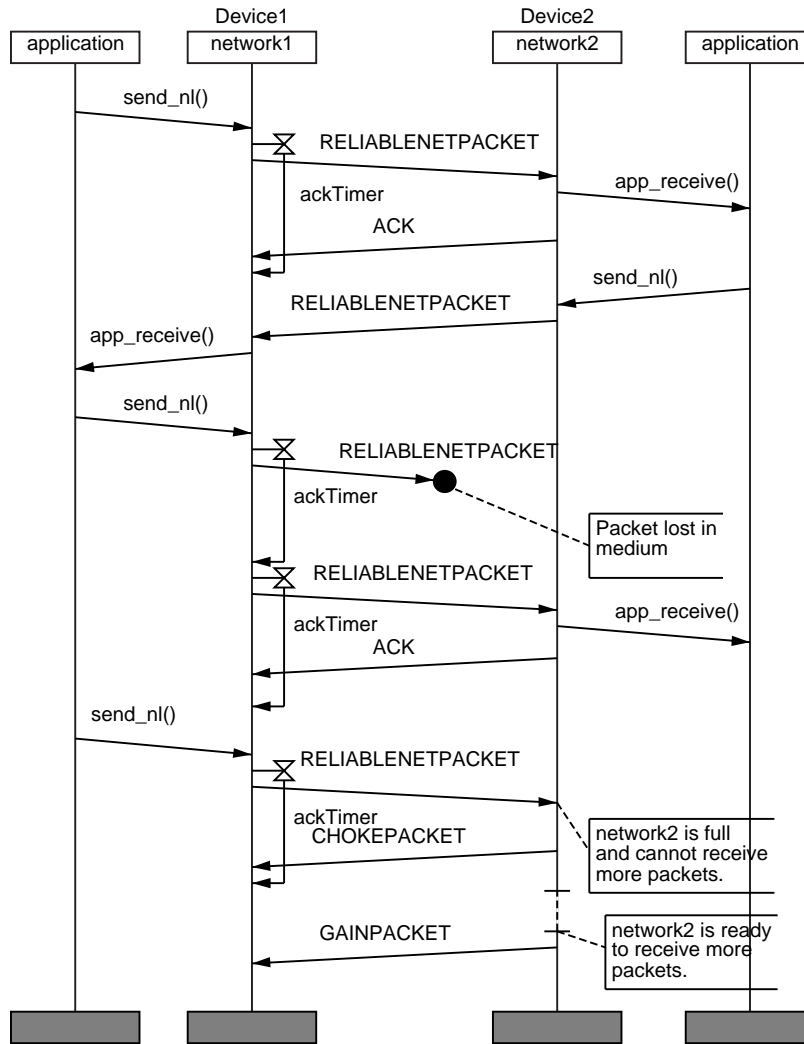 Device1
Device2
application
network1
network2
application
send_nl()
RELIABLENETPACKET
app_receive()
ackTimer
ACK
send_nl()
RELIABLENETPACKET
app_receive()
send_nl()
RELIABLENETPACKET
ackTimer
Packet lost in
medium
RELIABLENETPACKET
app_receive()
ackTimer
ACK
send_nl()
RELIABLENETPACKET
ackTimer
CHOKEPACKET
network2 is full
and cannot receive
more packets.
GAINPACKET
network2 is ready
to receive more
packets.